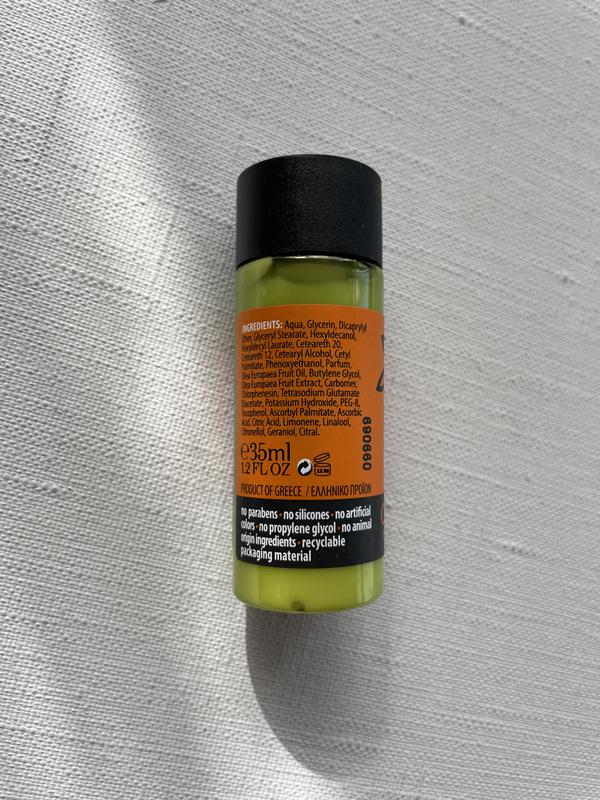 INGREDIENTS: Aqua, Glycerin, Dicaprylyl
Ether, Glyceryl Stearate, Hexyldecanol,
Hexyldecyl Laurate, Ceteareth 20,
Ceteareth 12, Cetearyl Alcohol, Cetyl
Palmitate, Phenoxyethanol, Parfum,
Olea Europaea Fruit Oil, Butylene Glycol,
Olea Europaea Fruit Extract, Carbomer,
Chlorphenesin, Tetrasodium Glutamate
Diacetate, Potassium Hydroxide, PEG-8,
Tocopherol, Ascorbyl Palmitate, Ascorbic
Acid, Citric Acid, Limonene, Linalool,
Citronellol, Geraniol, Citral.
℮35ml
1.2 FL OZ
12 M
099069
PRODUCT OF GREECE / ΕΛΛΗΝΙΚΟ ΠΡΟΪΟΝ
no parabens • no silicones • no artificial
colors • no propylene glycol • no animal
origin ingredients • recyclable
packaging material